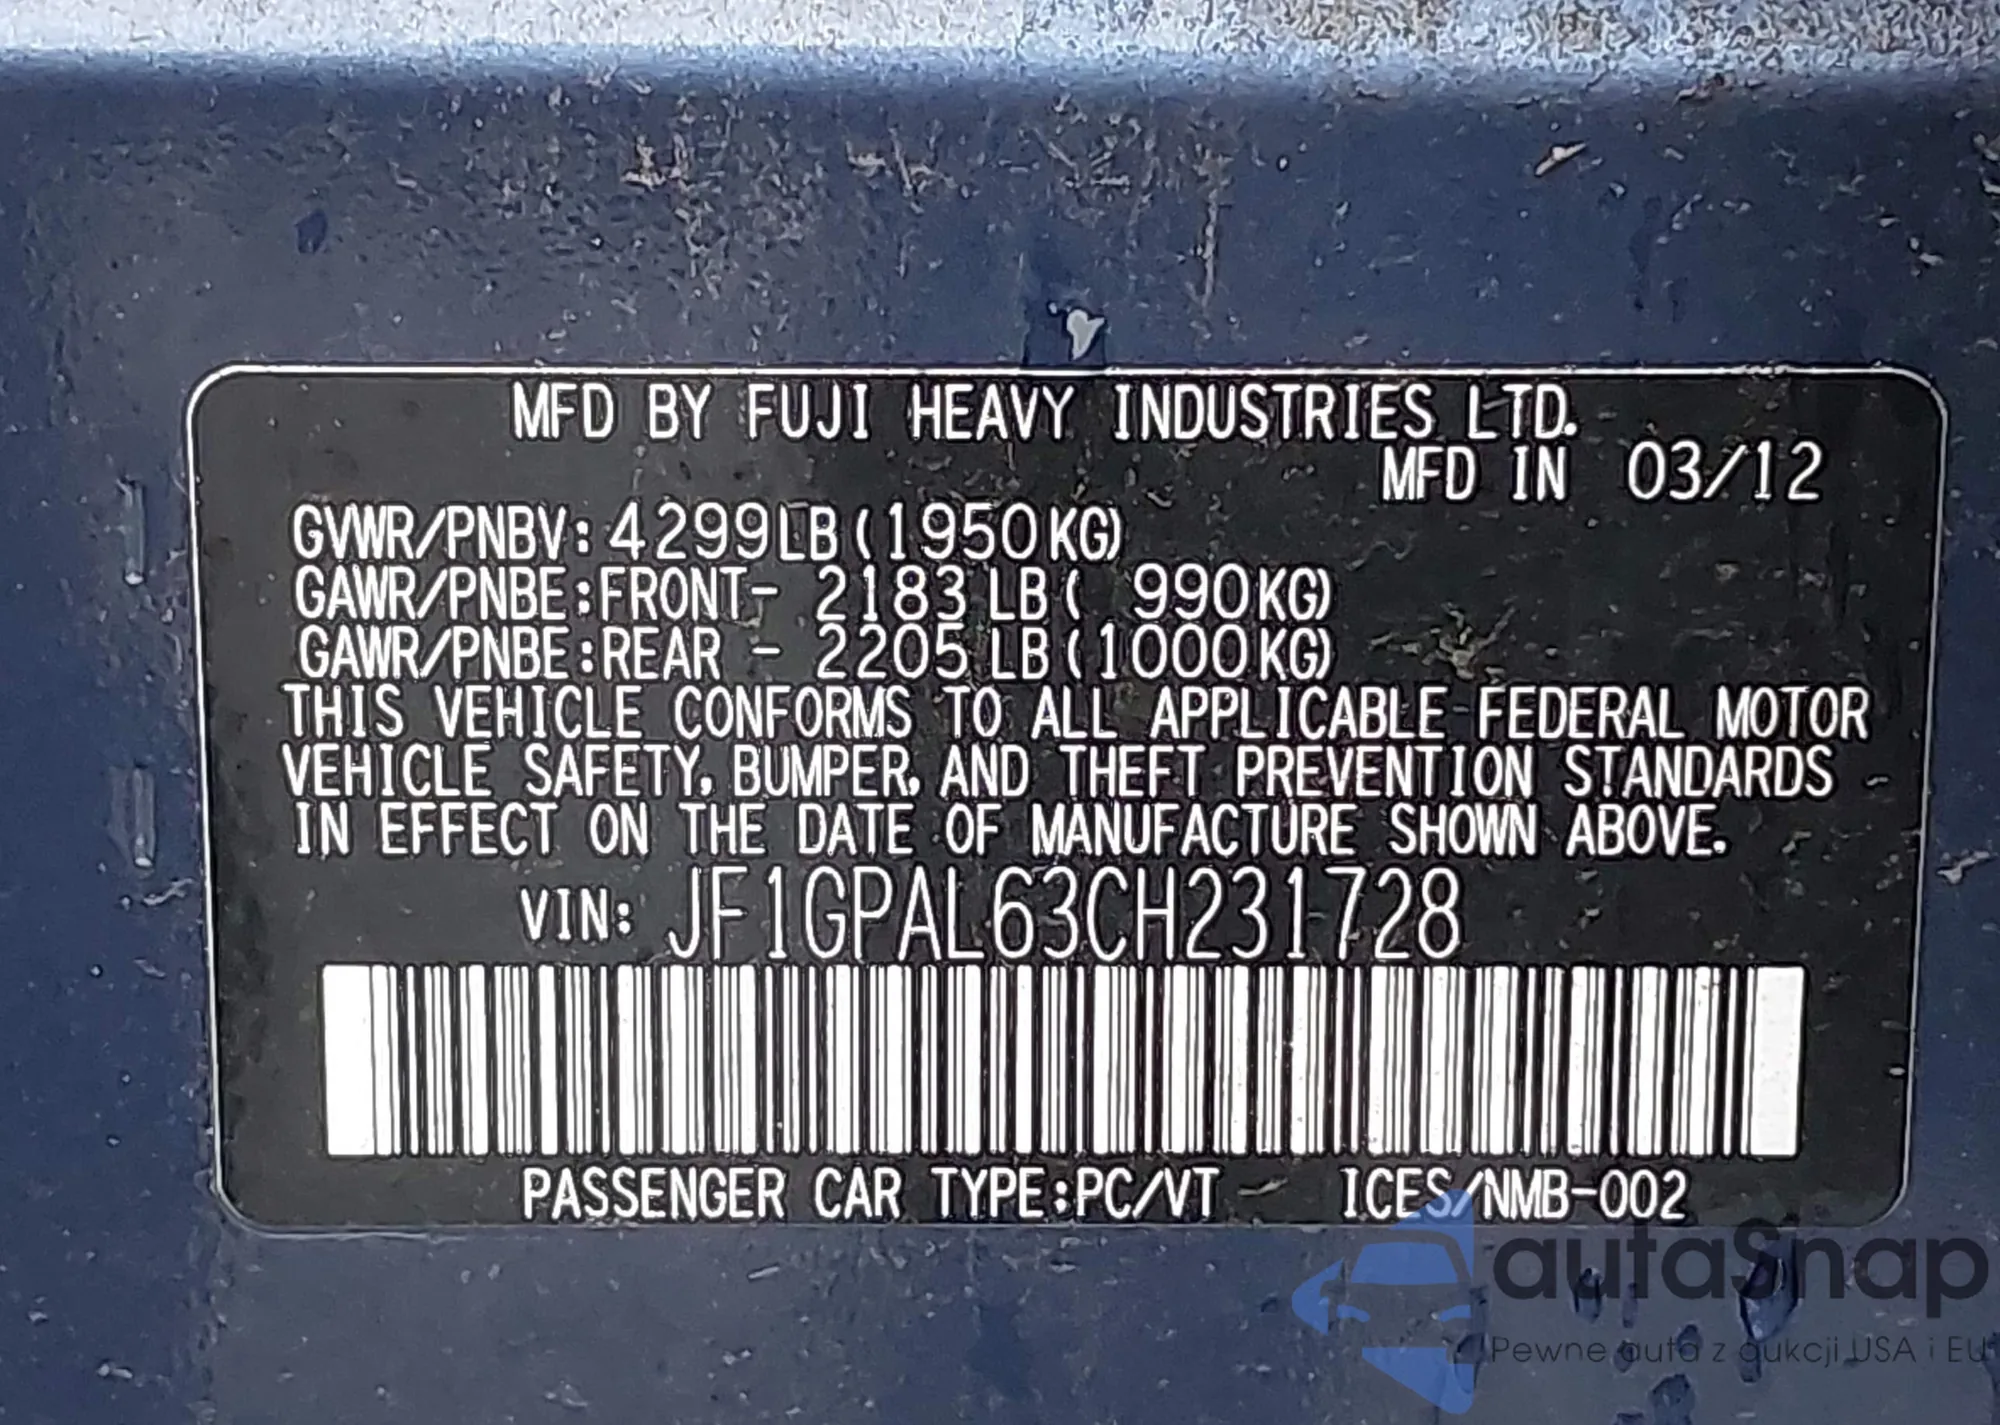 MFD BY FUJI HEAVY INDUSTRIES LTD.
MFD IN 03/12
GVWR/PNBV: 4299LB (1950KG)
GAWR/PNBE:FRONT- 2183 LB ( 990KG)
GAWR/PNBE:REAR - 2205 LB (1000KG)
THIS VEHICLE CONFORMS TO ALL APPLICABLE FEDERAL MOTOR
VEHICLE SAFETY, BUMPER, AND THEFT PREVENTION STANDARDS
IN EFFECT ON THE DATE OF MANUFACTURE SHOWN ABOVE.
VIN: JF1GPAL63CH231728
PASSENGER CAR TYPE:PC/VT ICES/NMB-002
autaSnap
Pewne auta z aukcji USA i EU